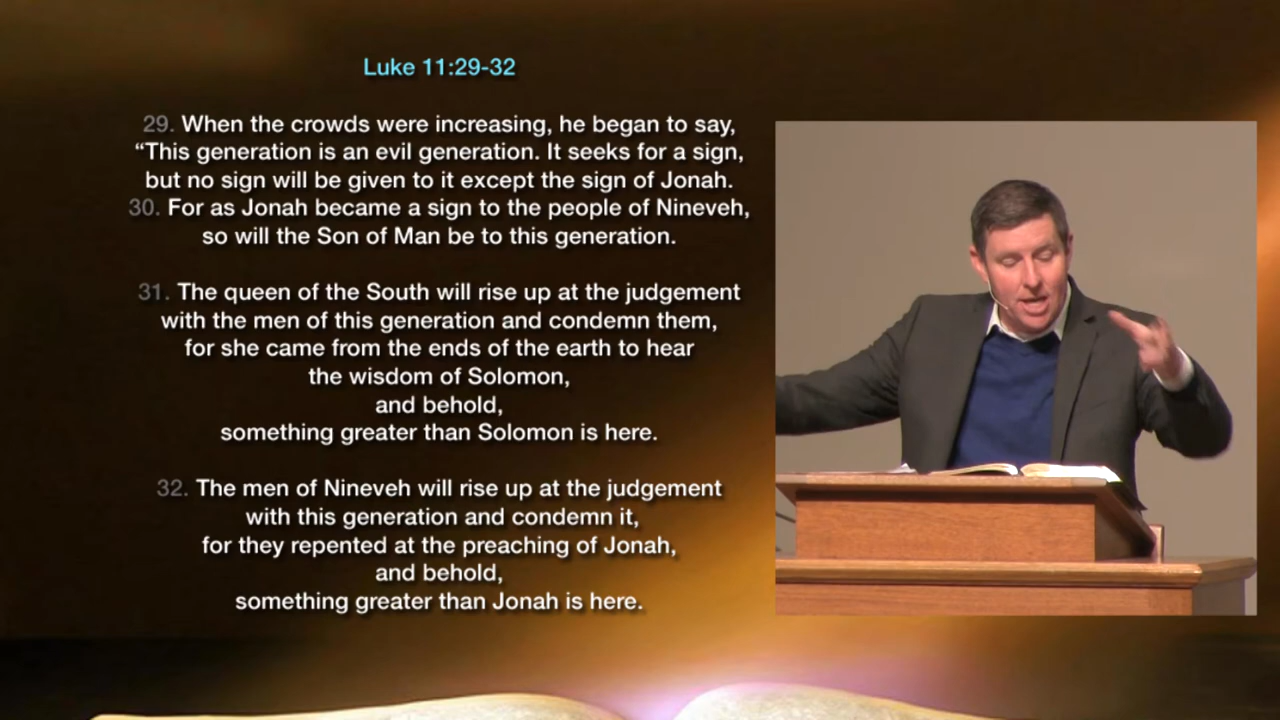 Luke 11:29-32
29. When the crowds were increasing, he began to say,
“This generation is an evil generation. It seeks for a sign,
but no sign will be given to it except the sign of Jonah.
30. For as Jonah became a sign to the people of Nineveh,
so will the Son of Man be to this generation.
31. The queen of the South will rise up at the judgement
with the men of this generation and condemn them,
for she came from the ends of the earth to hear
the wisdom of Solomon,
and behold,
something greater than Solomon is here.
32. The men of Nineveh will rise up at the judgement
with this generation and condemn it,
for they repented at the preaching of Jonah,
and behold,
something greater than Jonah is here.